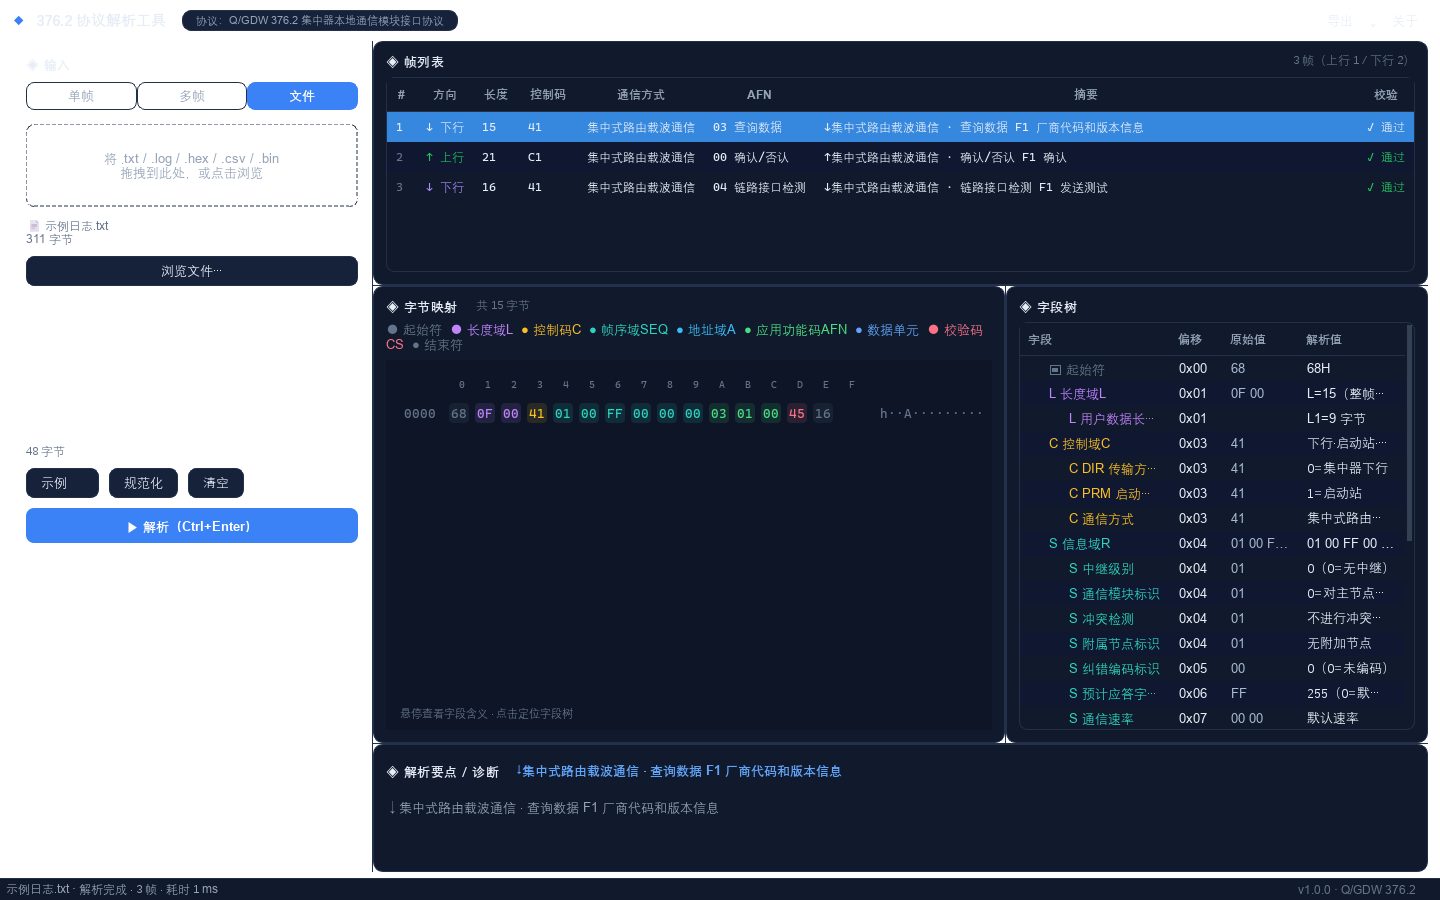 376.2 协议解析工具
协议：Q/GDW 376.2 集中器本地通信模块接口协议
导出
关于
◈ 输入
单帧 多帧 文件
将 .txt / .log / .hex / .csv / .bin
拖拽到此处，或点击浏览
示例日志.txt
311 字节
浏览文件…
48 字节
示例 规范化 清空
▶ 解析（Ctrl+Enter）
◈ 帧列表
3 帧（上行 1 / 下行 2）
# 方向 长度 控制码 通信方式 AFN 摘要 校验
1 ↓ 下行 15 41 集中式路由载波通信 03 查询数据 ↓集中式路由载波通信 · 查询数据 F1 厂商代码和版本信息 ✓ 通过
2 ↑ 上行 21 C1 集中式路由载波通信 00 确认/否认 ↑集中式路由载波通信 · 确认/否认 F1 确认 ✓ 通过
3 ↓ 下行 16 41 集中式路由载波通信 04 链路接口检测 ↓集中式路由载波通信 · 链路接口检测 F1 发送测试 ✓ 通过
◈ 字节映射 共 15 字节
● 起始符 ● 长度域L ● 控制码C ● 帧序域SEQ ● 地址域A ● 应用功能码AFN ● 数据单元 ● 校验码
CS ● 结束符
0 1 2 3 4 5 6 7 8 9 A B C D E F
0000 68 0F 00 41 01 00 FF 00 00 00 03 01 00 45 16 h··A·········
悬停查看字段含义 · 点击定位字段树
◈ 字段树
字段 偏移 原始值 解析值
起始符 0x00 68 68H
L 长度域L 0x01 0F 00 L=15（整帧…
L 用户数据长… 0x01 L1=9 字节
C 控制域C 0x03 41 下行·启动站·…
C DIR 传输方… 0x03 41 0=集中器下行
C PRM 启动… 0x03 41 1=启动站
C 通信方式 0x03 41 集中式路由…
S 信息域R 0x04 01 00 F… 01 00 FF 00 …
S 中继级别 0x04 01 0（0=无中继）
S 通信模块标识 0x04 01 0=对主节点…
S 冲突检测 0x04 01 不进行冲突…
S 附属节点标识 0x04 01 无附加节点
S 纠错编码标识 0x05 00 0（0=未编码）
S 预计应答字… 0x06 FF 255（0=默…
S 通信速率 0x07 00 00 默认速率
◈ 解析要点 / 诊断 ↓集中式路由载波通信 · 查询数据 F1 厂商代码和版本信息
↓集中式路由载波通信 · 查询数据 F1 厂商代码和版本信息
示例日志.txt · 解析完成 · 3 帧 · 耗时 1 ms
v1.0.0 · Q/GDW 376.2